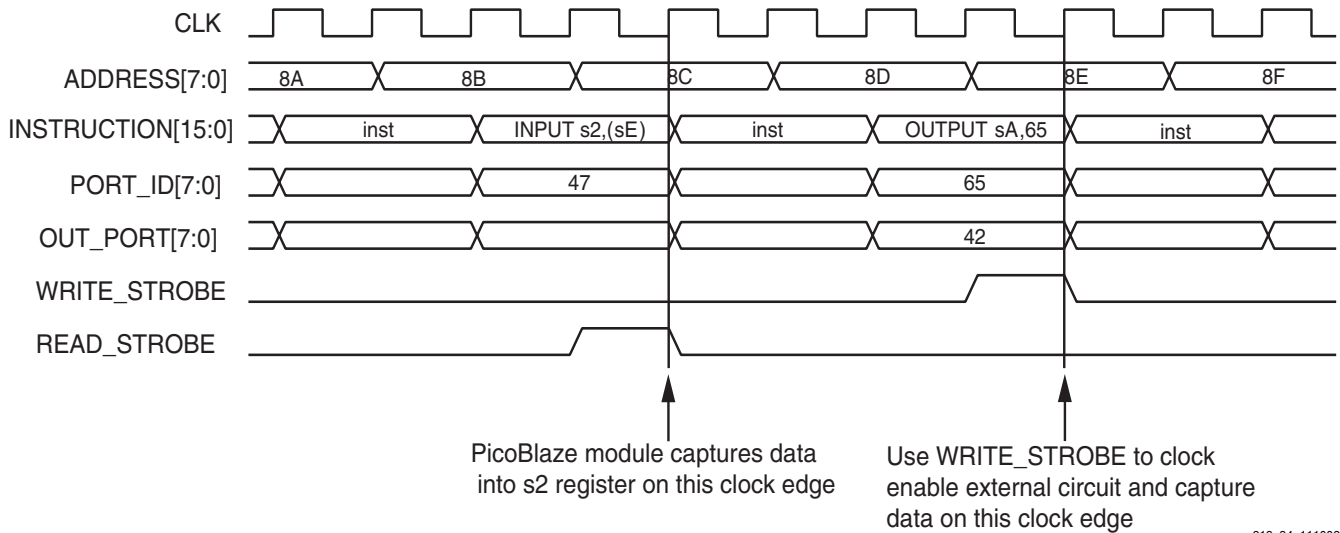 CLK
ADDRESS[7:0] 8A 8B 8C 8D 8E 8F
INSTRUCTION[15:0] inst INPUT s2,(sE) inst OUTPUT sA,65 inst
PORT_ID[7:0] 47 65
OUT_PORT[7:0] 42
WRITE_STROBE
READ_STROBE
PicoBlaze module captures data
into s2 register on this clock edge
Use WRITE_STROBE to clock
enable external circuit and capture
data on this clock edge